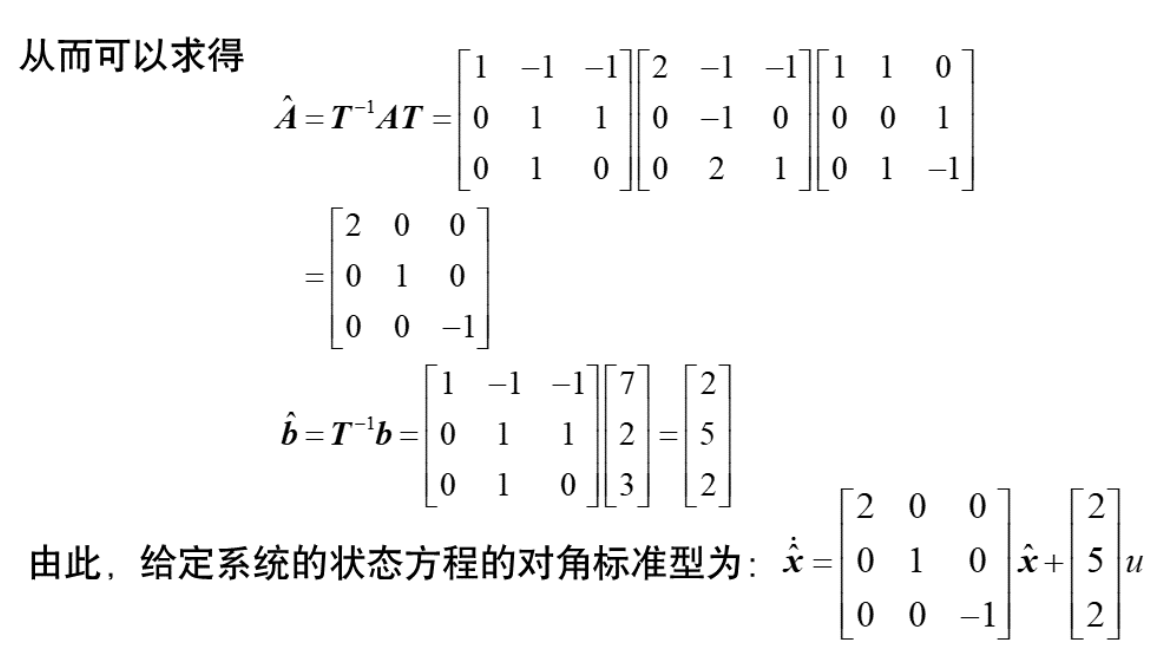 从而可以求得
\hat{A} = T^{-1}AT = \begin{bmatrix} 1 & -1 & -1 \\ 0 & 1 & 1 \\ 0 & 1 & 0 \end{bmatrix} \begin{bmatrix} 2 & -1 & -1 \\ 0 & -1 & 0 \\ 0 & 2 & 1 \end{bmatrix} \begin{bmatrix} 1 & 1 & 0 \\ 0 & 0 & 1 \\ 0 & 1 & -1 \end{bmatrix}
= \begin{bmatrix} 2 & 0 & 0 \\ 0 & 1 & 0 \\ 0 & 0 & -1 \end{bmatrix}
\hat{b} = T^{-1}b = \begin{bmatrix} 1 & -1 & -1 \\ 0 & 1 & 1 \\ 0 & 1 & 0 \end{bmatrix} \begin{bmatrix} 7 \\ 2 \\ 3 \end{bmatrix} = \begin{bmatrix} 2 \\ 5 \\ 2 \end{bmatrix}
由此，给定系统的状态方程的对角标准型为：\dot{\hat{x}} = \begin{bmatrix} 2 & 0 & 0 \\ 0 & 1 & 0 \\ 0 & 0 & -1 \end{bmatrix} \hat{x} + \begin{bmatrix} 2 \\ 5 \\ 2 \end{bmatrix} u